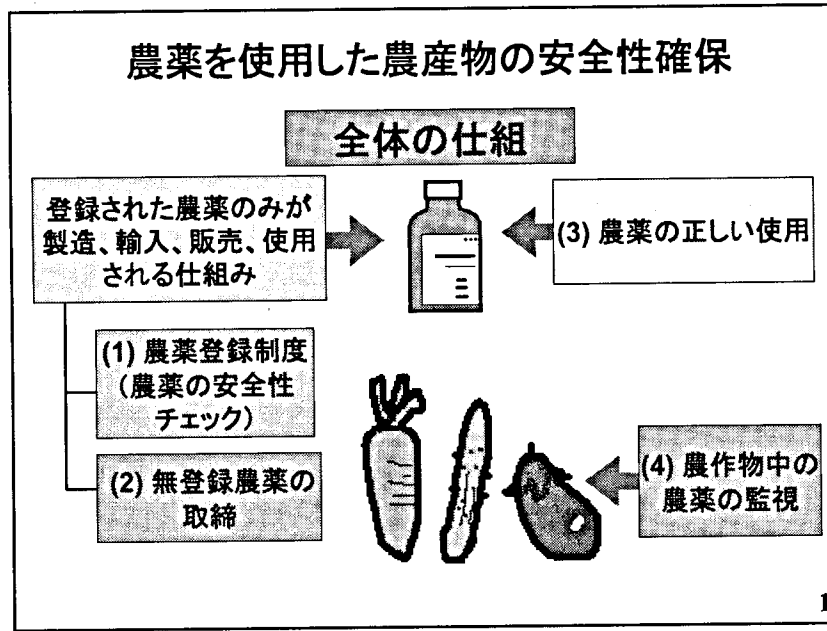 農薬を使用した農産物の安全性確保
全体の仕組
登録された農薬のみが
製造、輸入、販売、使用
される仕組み
(3) 農薬の正しい使用
(1) 農薬登録制度
（農薬の安全性
チェック）
(2) 無登録農薬の
取締
(4) 農作物中の
農薬の監視
1